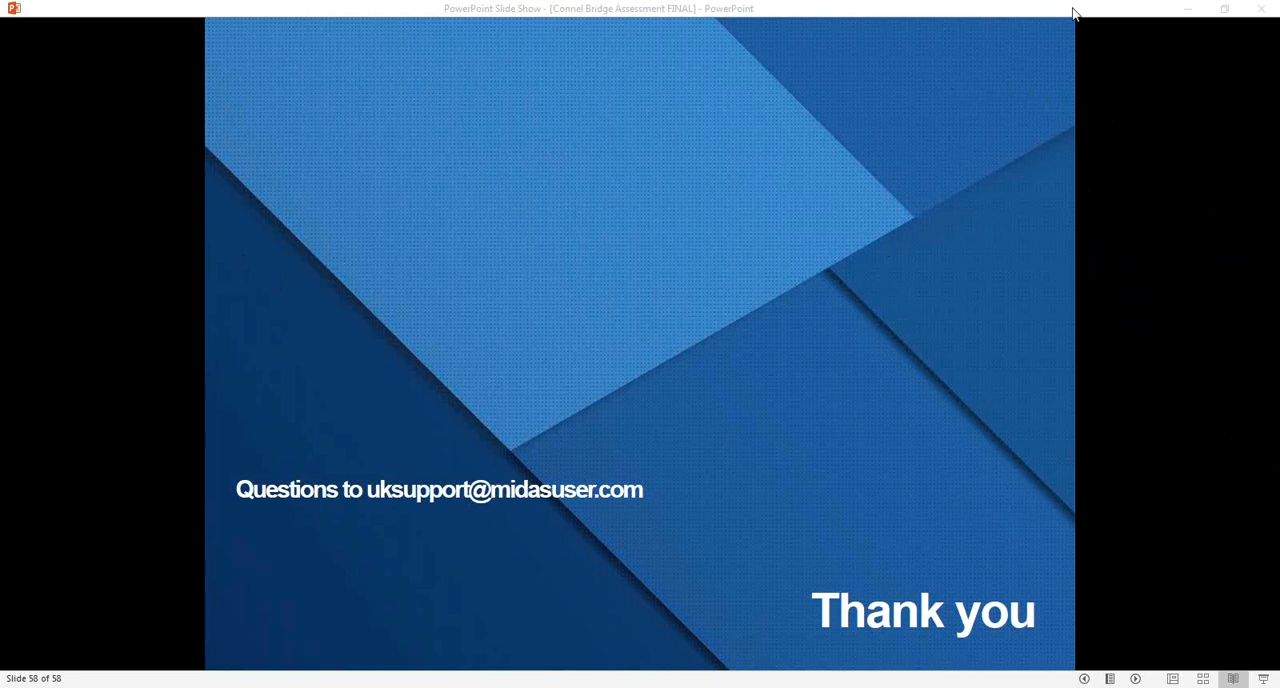 PowerPoint Slide Show - [Connel Bridge Assessment FINAL] - PowerPoint
Questions to uksupport@midasuser.com
Thank you
Slide 58 of 58